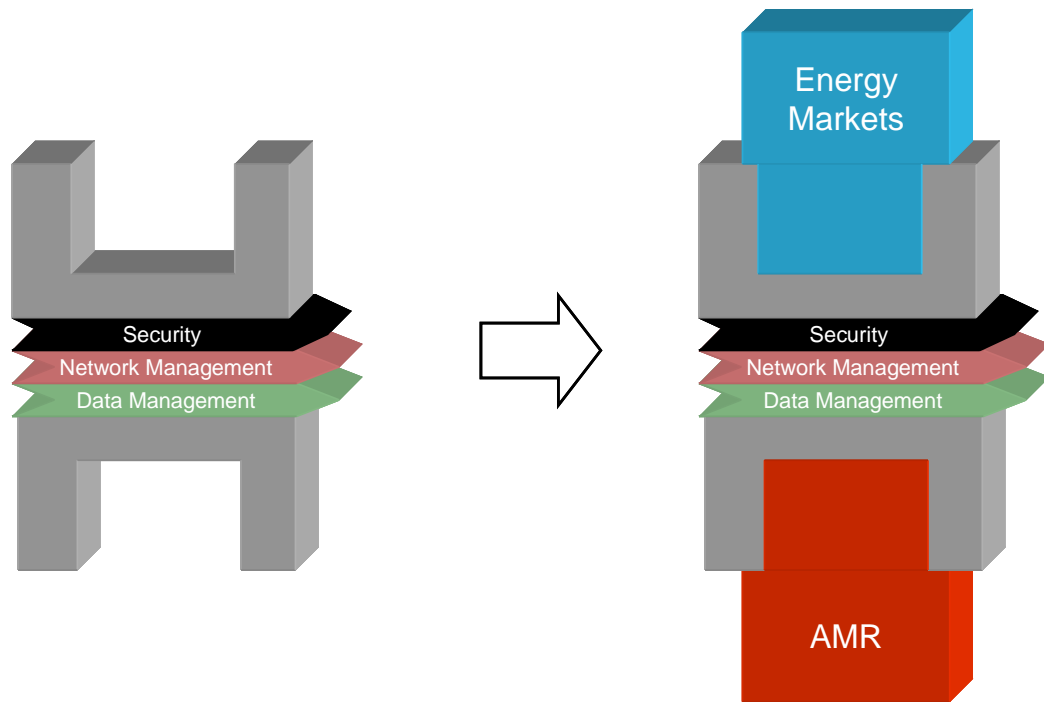 Energy
Markets
Security
Network Management
Data Management
Security
Network Management
Data Management
AMR